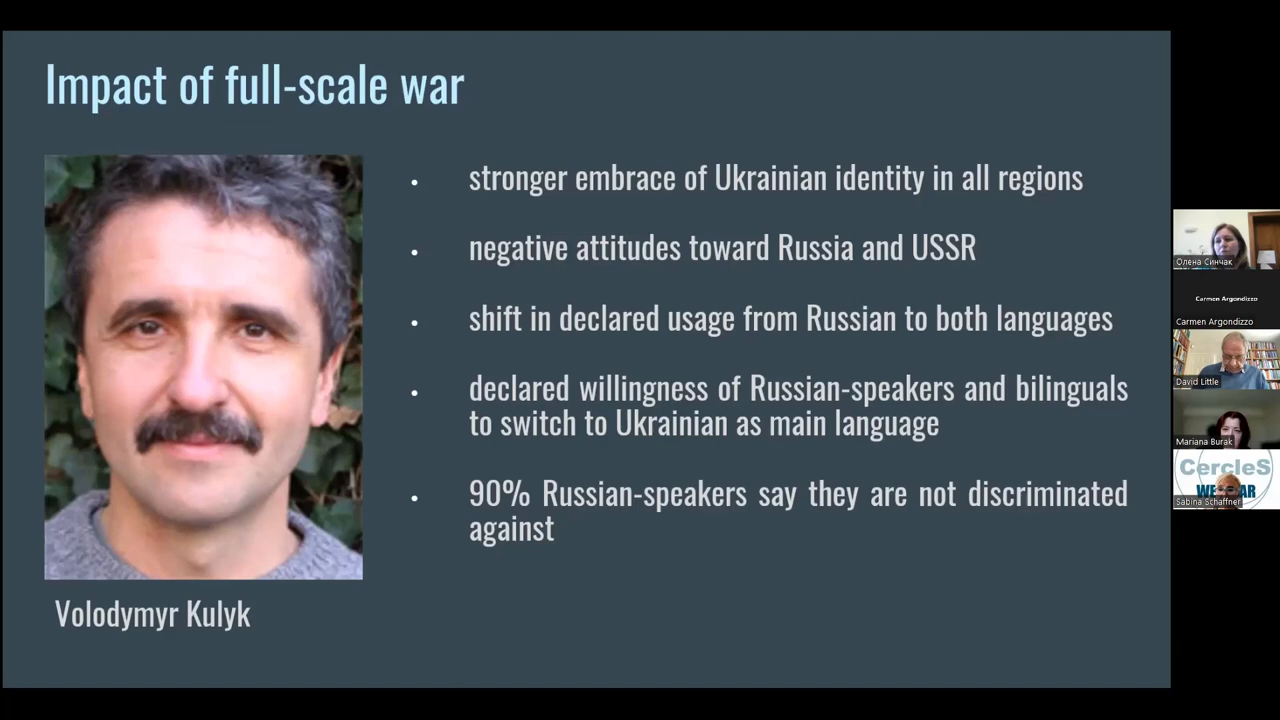 Impact of full-scale war
• stronger embrace of Ukrainian identity in all regions
• negative attitudes toward Russia and USSR
• shift in declared usage from Russian to both languages
• declared willingness of Russian-speakers and bilinguals
to switch to Ukrainian as main language
• 90% Russian-speakers say they are not discriminated
against
Volodymyr Kulyk
Олена Синчак
Carmen Argondizzo
Carmen Argondizzo
David Little
Mariana Burak
CercleS
Sabina Schaffner